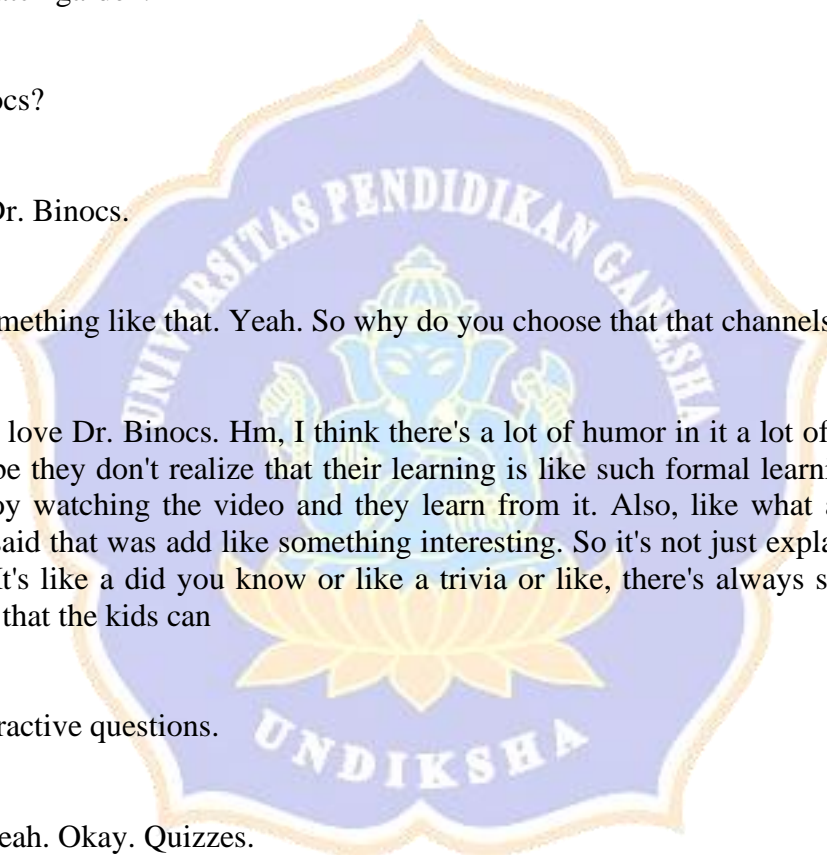 ocs?
Dr. Binocs.
mething like that. Yeah. So why do you choose that that channels
love Dr. Binocs. Hm, I think there's a lot of humor in it a lot of
be they don't realize that their learning is like such formal learni
by watching the video and they learn from it. Also, like what a
said that was add like something interesting. So it's not just expla
It's like a did you know or like a trivia or like, there's always s
that the kids can
ractive questions.
eah. Okay. Quizzes.
UNIVERSITAS PENDIDIKAN GANESHA
UNDIKSHA